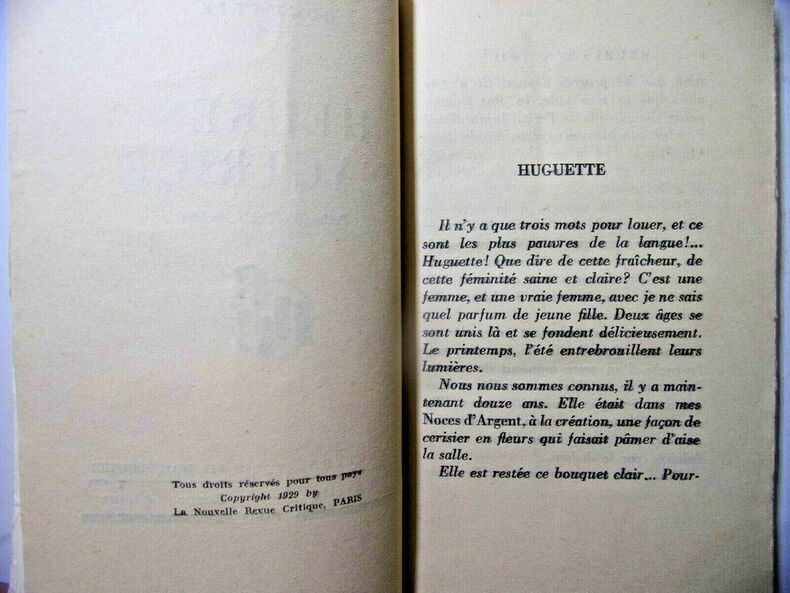 Tous droits réservés pour tous pays
Copyright 1929 by
La Nouvelle Revue Critique, PARIS
HUGUETTE
Il n'y a que trois mots pour louer, et ce
sont les plus pauvres de la langue!...
Huguette! Que dire de cette fraîcheur, de
cette féminité saine et claire? C'est une
femme, et une vraie femme, avec je ne sais
quel parfum de jeune fille. Deux âges se
sont unis là et se fondent délicieusement.
Le printemps, l'été entrebrouillent leurs
lumières.
Nous nous sommes connus, il y a main-
tenant douze ans. Elle était dans mes
Noces d'Argent, à la création, une façon de
cerisier en fleurs qui faisait pâmer d'aise
la salle.
Elle est restée ce bouquet clair... Pour-